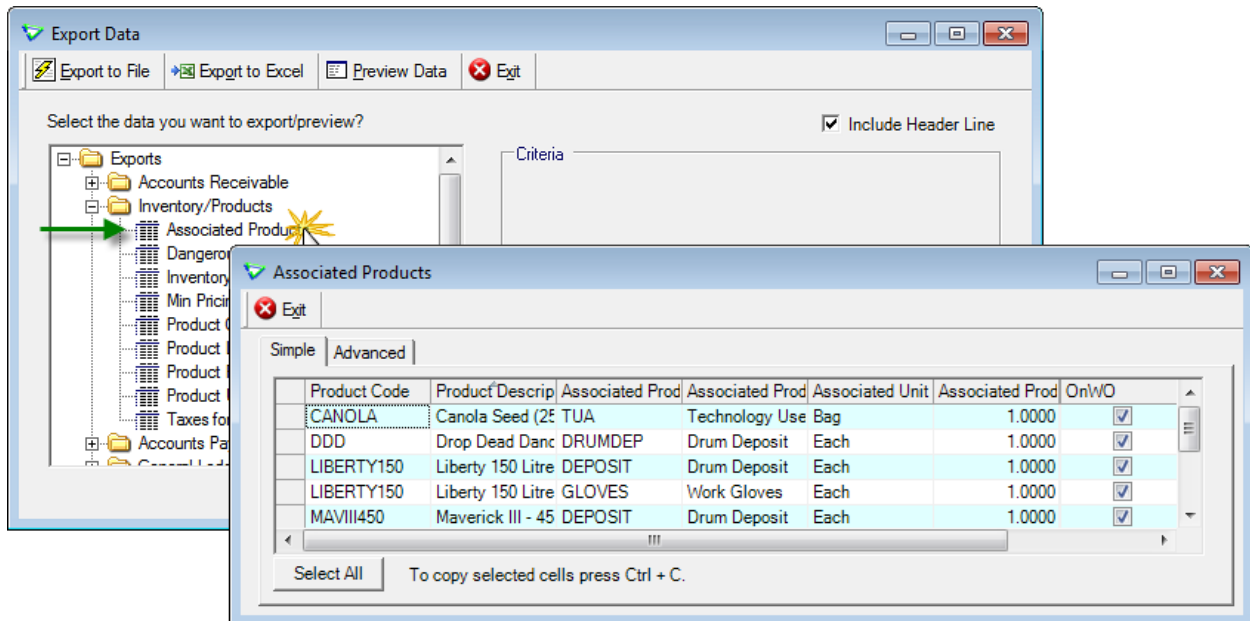 Export Data
Export to File Export to Excel Preview Data Exit
Select the data you want to export/preview?
Include Header Line
Exports
Accounts Receivable
Inventory/Products
Associated Product
Inventory
Min Pricin
Product
Product
Product
Product
Taxes for
Accounts Pa
Criteria
Associated Products
Exit
Simple Advanced
Product Code Product Descrip Associated Prod Associated Prod Associated Unit Associated Prod OnWO
CANOLA Canola Seed (25 TUA Technology Use Bag 1.0000
DDD Drop Dead Danc DRUMDEP Drum Deposit Each 1.0000
LIBERTY150 Liberty 150 Litre DEPOSIT Drum Deposit Each 1.0000
LIBERTY150 Liberty 150 Litre GLOVES Work Gloves Each 1.0000
MAVIII450 Maverick III - 45 DEPOSIT Drum Deposit Each 1.0000
Select All To copy selected cells press Ctrl + C.